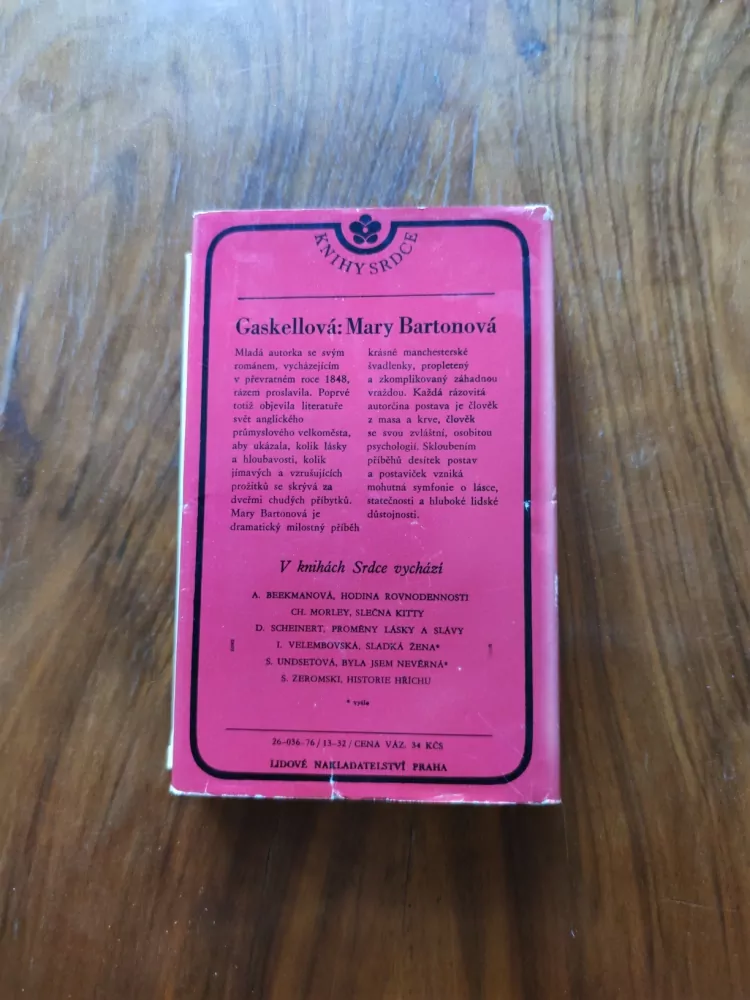 KNIHY SRDCE
Gaskellová: Mary Bartonová
Mladá autorka se svým
románem, vycházejícím
v převratném roce 1848,
rázem proslavila. Poprvé
totiž objevila literatuře
svět anglického
průmyslového velkoměsta,
aby ukázala, kolik lásky
a hloubavosti, kolik
jímavých a vzrušujících
prožitků se skrývá za
dveřmi chudých příbytků.
Mary Bartonová je
dramatický milostný příběh
krásné manchesterské
švadlenky, propletený
a zkomplikovaný záhadnou
vraždou. Každá rázovitá
autorčina postava je člověk
z masa a krve, člověk
se svou zvláštní, osobitou
psychologií. Skloubením
příběhů desítek postav
a postaviček vzniká
mohutná symfonie o lásce,
statečnosti a hluboké lidské
důstojnosti.
V knihách Srdce vychází
A. BEEKMANOVÁ, HODINA ROVNODENNOSTI
CH. MORLEY, SLEČNA KITTY
D. SCHEINERT, PROMĚNY LÁSKY A SLÁVY
I. VELEMBOVSKÁ, SLADKÁ ŽENA*
S. UNDSETOVÁ, BYLA JSEM NEVĚRNA*
S. ZEROMSKI, HISTORIE HŘÍCHU
* vyšlo
26-036-76/13-32/CENA VÁZ. 34 KČS
LIDOVÉ NAKLADATELSTVÍ PRAHA